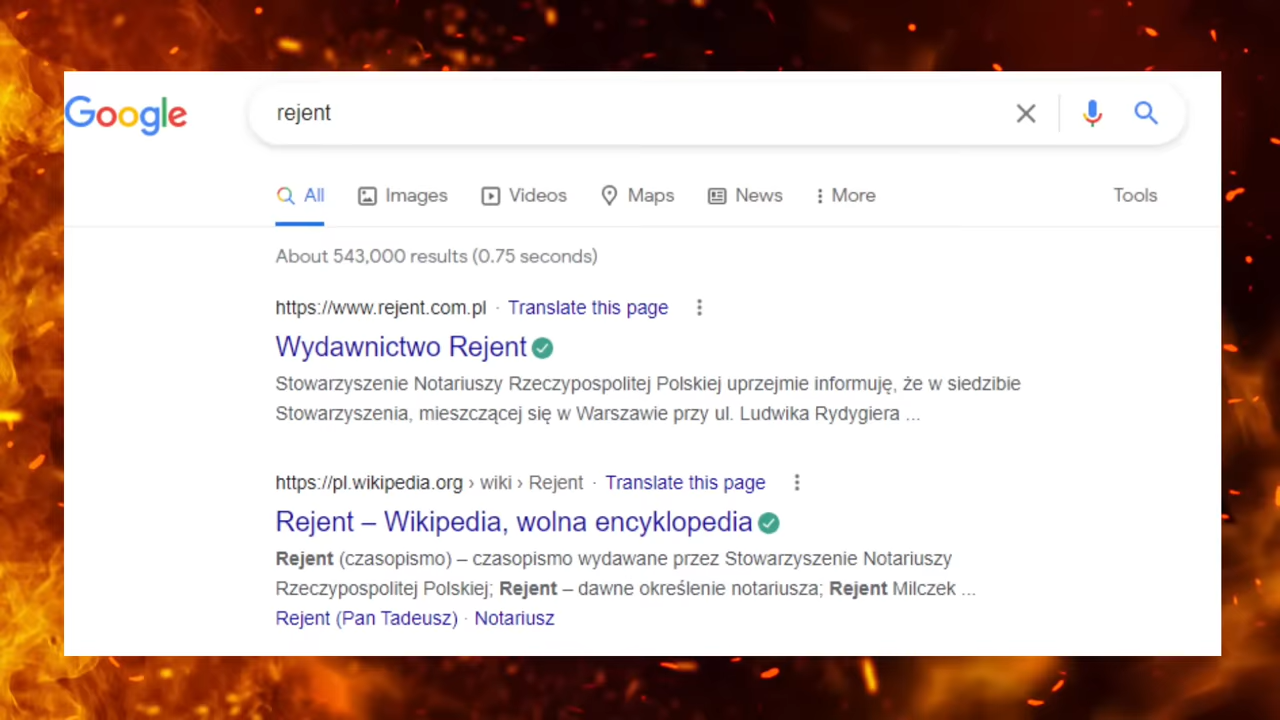 Google
rejent
All Images Videos Maps News More Tools
About 543,000 results (0.75 seconds)
https://www.rejent.com.pl · Translate this page
Wydawnictwo Rejent
Stowarzyszenie Notariuszy Rzeczypospolitej Polskiej uprzejmie informuję, że w siedzibie
Stowarzyszenia, mieszczącej się w Warszawie przy ul. Ludwika Rydygiera ...
https://pl.wikipedia.org › wiki › Rejent · Translate this page
Rejent – Wikipedia, wolna encyklopedia
Rejent (czasopismo) – czasopismo wydawane przez Stowarzyszenie Notariuszy
Rzeczypospolitej Polskiej; Rejent – dawne określenie notariusza; Rejent Milczek ...
Rejent (Pan Tadeusz) · Notariusz